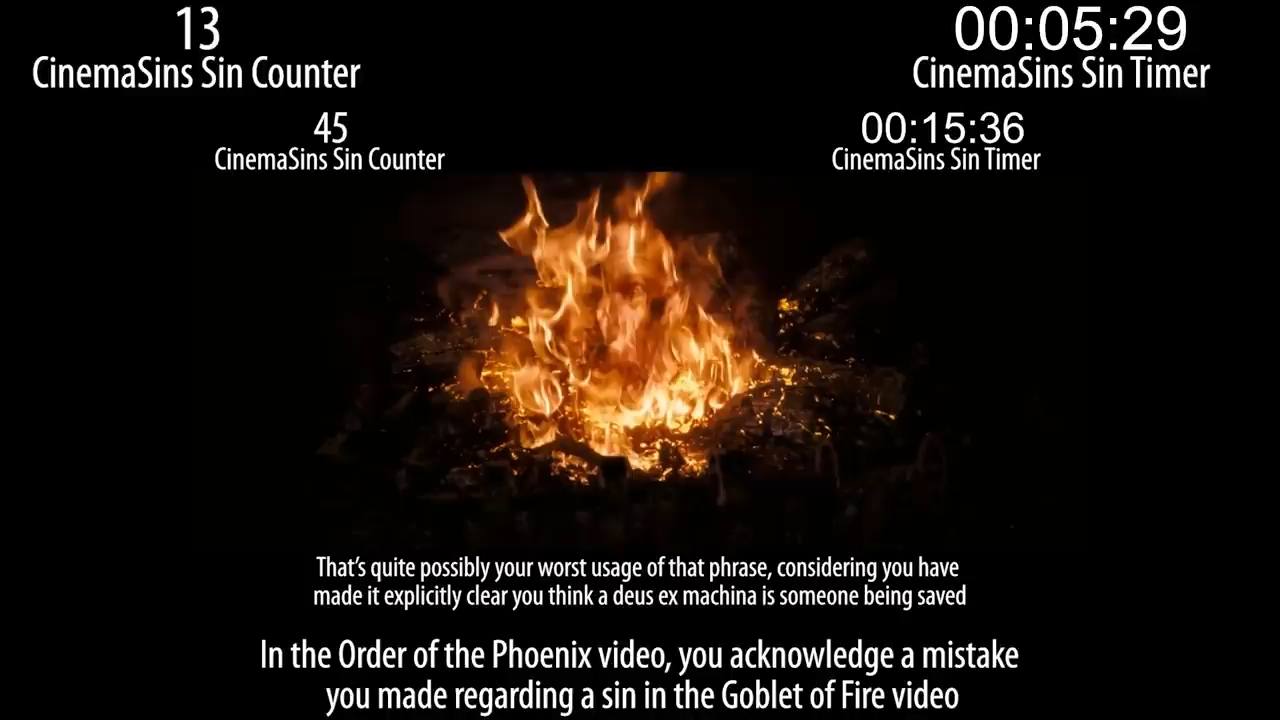 13
CinemaSins Sin Counter
00:05:29
CinemaSins Sin Timer
45
CinemaSins Sin Counter
00:15:36
CinemaSins Sin Timer
That's quite possibly your worst usage of that phrase, considering you have
made it explicitly clear you think a deus ex machina is someone being saved
In the Order of the Phoenix video, you acknowledge a mistake
you made regarding a sin in the Goblet of Fire video